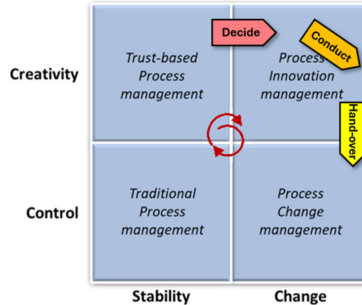 Decide
Conduct
Hand-over
Creativity
Trust-based
Process
management
Process
Innovation
management
Control
Traditional
Process
management
Process
Change
management
Stability
Change